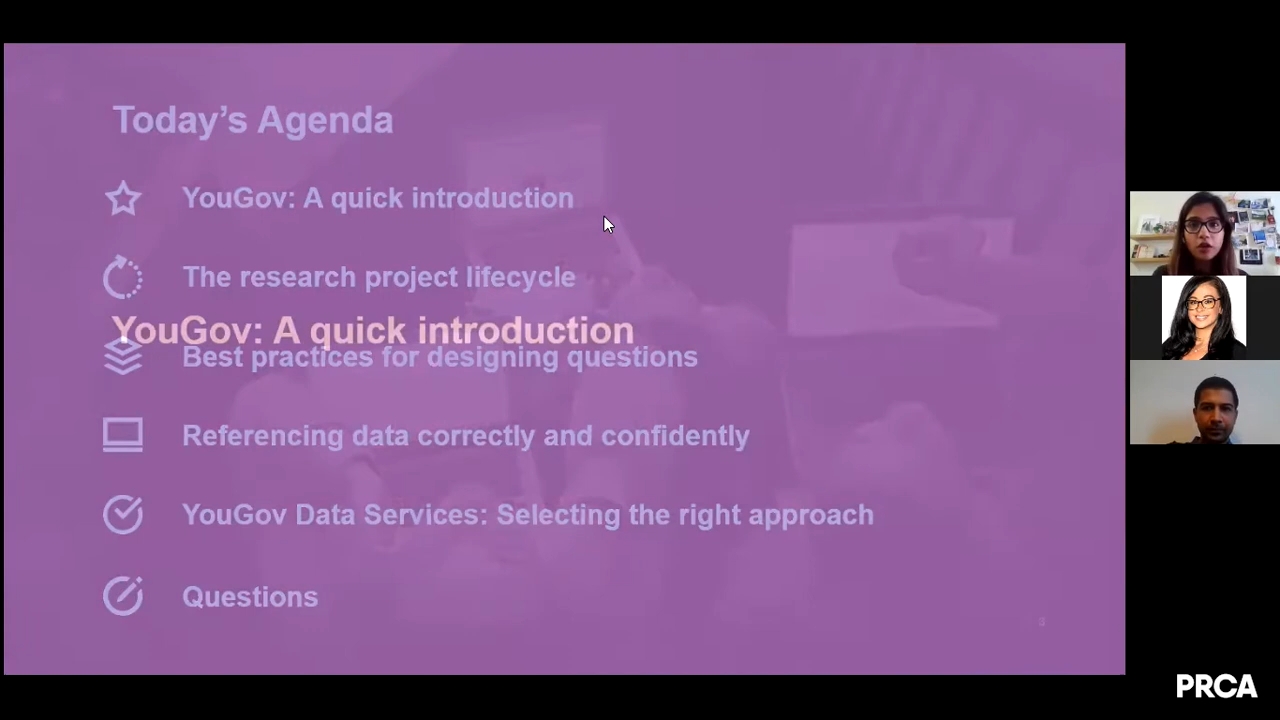 Today's Agenda
YouGov: A quick introduction
The research project lifecycle
YouGov: A quick introduction
Best practices for designing questions
Referencing data correctly and confidently
YouGov Data Services: Selecting the right approach
Questions
3
PRCA